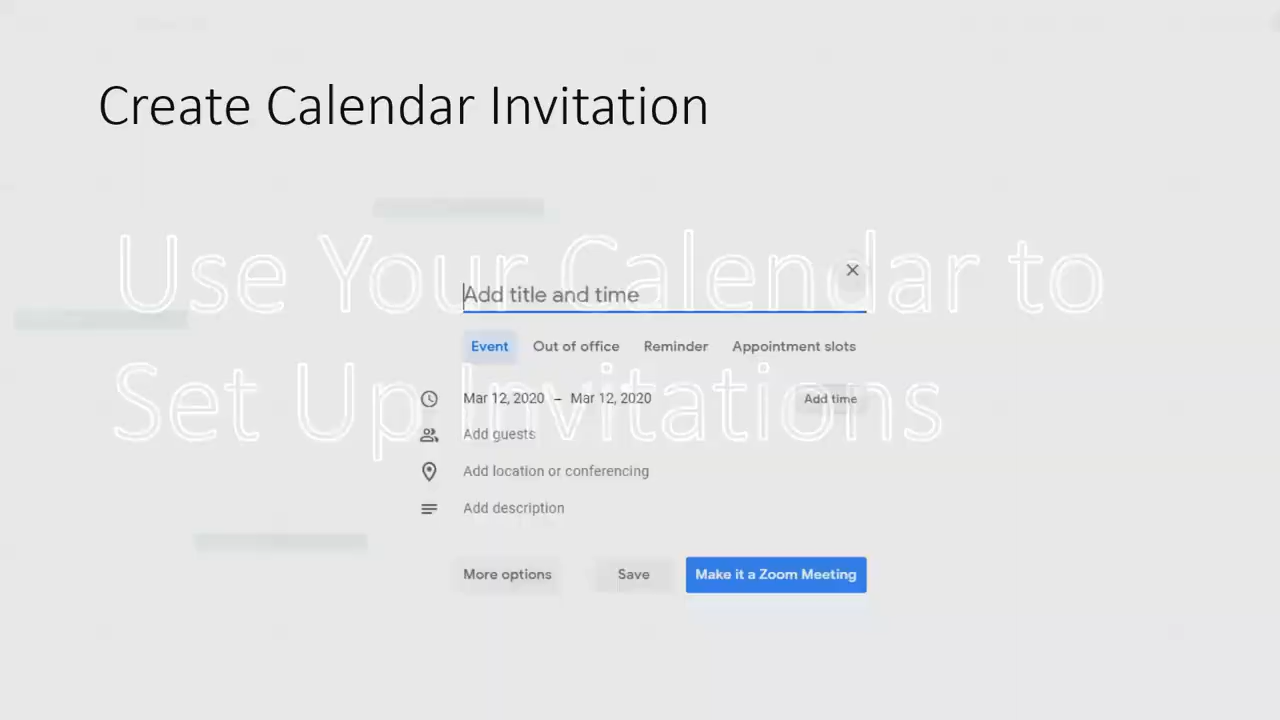 Create Calendar Invitation
Use Your Calendar to
Set Up Invitations
Add title and time
Event Out of office Reminder Appointment slots
Mar 12, 2020 – Mar 12, 2020 Add time
Add guests
Add location or conferencing
Add description
More options Save Make it a Zoom Meeting